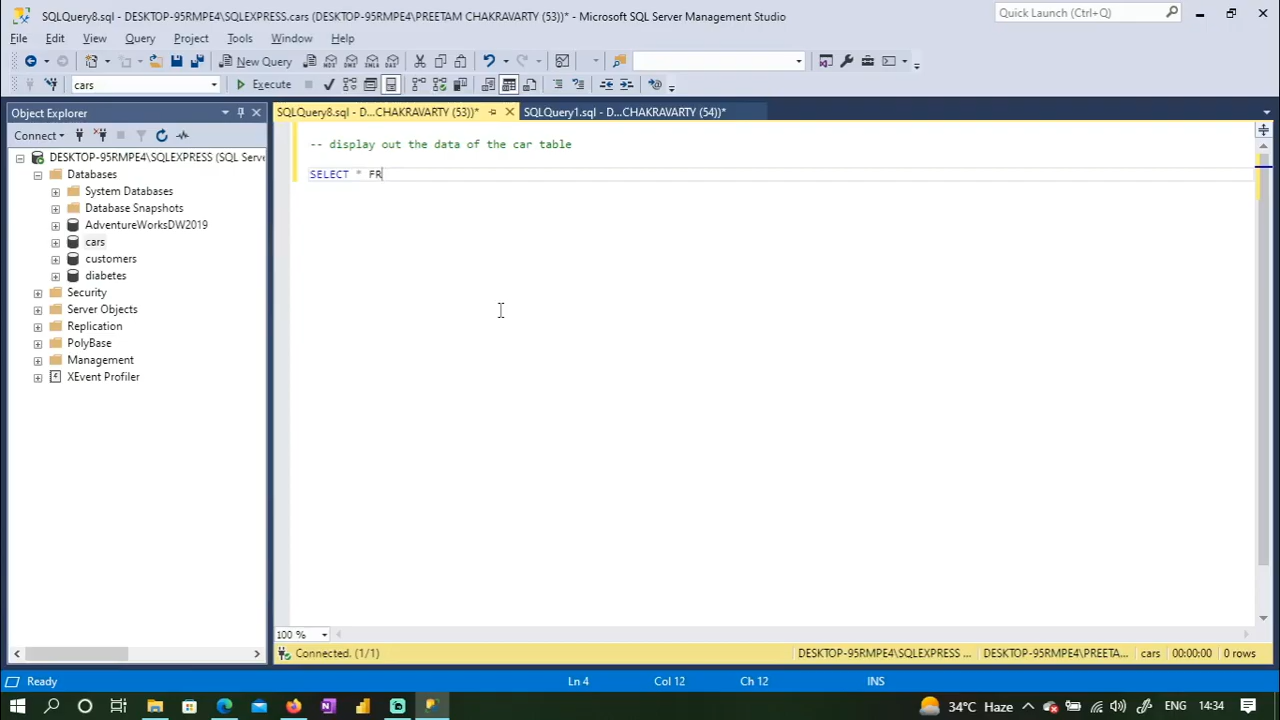 SQLQuery8.sql - DESKTOP-95RMPE4\SQLEXPRESS.cars (DESKTOP-95RMPE4\PREETAM CHAKRAVARTY (53))* - Microsoft SQL Server Management Studio
Quick Launch (Ctrl+Q)
File Edit View Query Project Tools Window Help
New Query
cars
Execute
Object Explorer
SQLQuery8.sql - D...CHAKRAVARTY (53))*
SQLQuery1.sql - D...CHAKRAVARTY (54))*
Connect
DESKTOP-95RMPE4\SQLEXPRESS (SQL Serve
Databases
System Databases
Database Snapshots
AdventureWorksDW2019
cars
customers
diabetes
Security
Server Objects
Replication
PolyBase
Management
XEvent Profiler
-- display out the data of the car table
SELECT * FR
100 %
Connected. (1/1)
DESKTOP-95RMPE4\SQLEXPRESS ...
DESKTOP-95RMPE4\PREETA...
cars
00:00:00
0 rows
Ready
Ln 4
Col 12
Ch 12
INS
34°C Haze
ENG
14:34